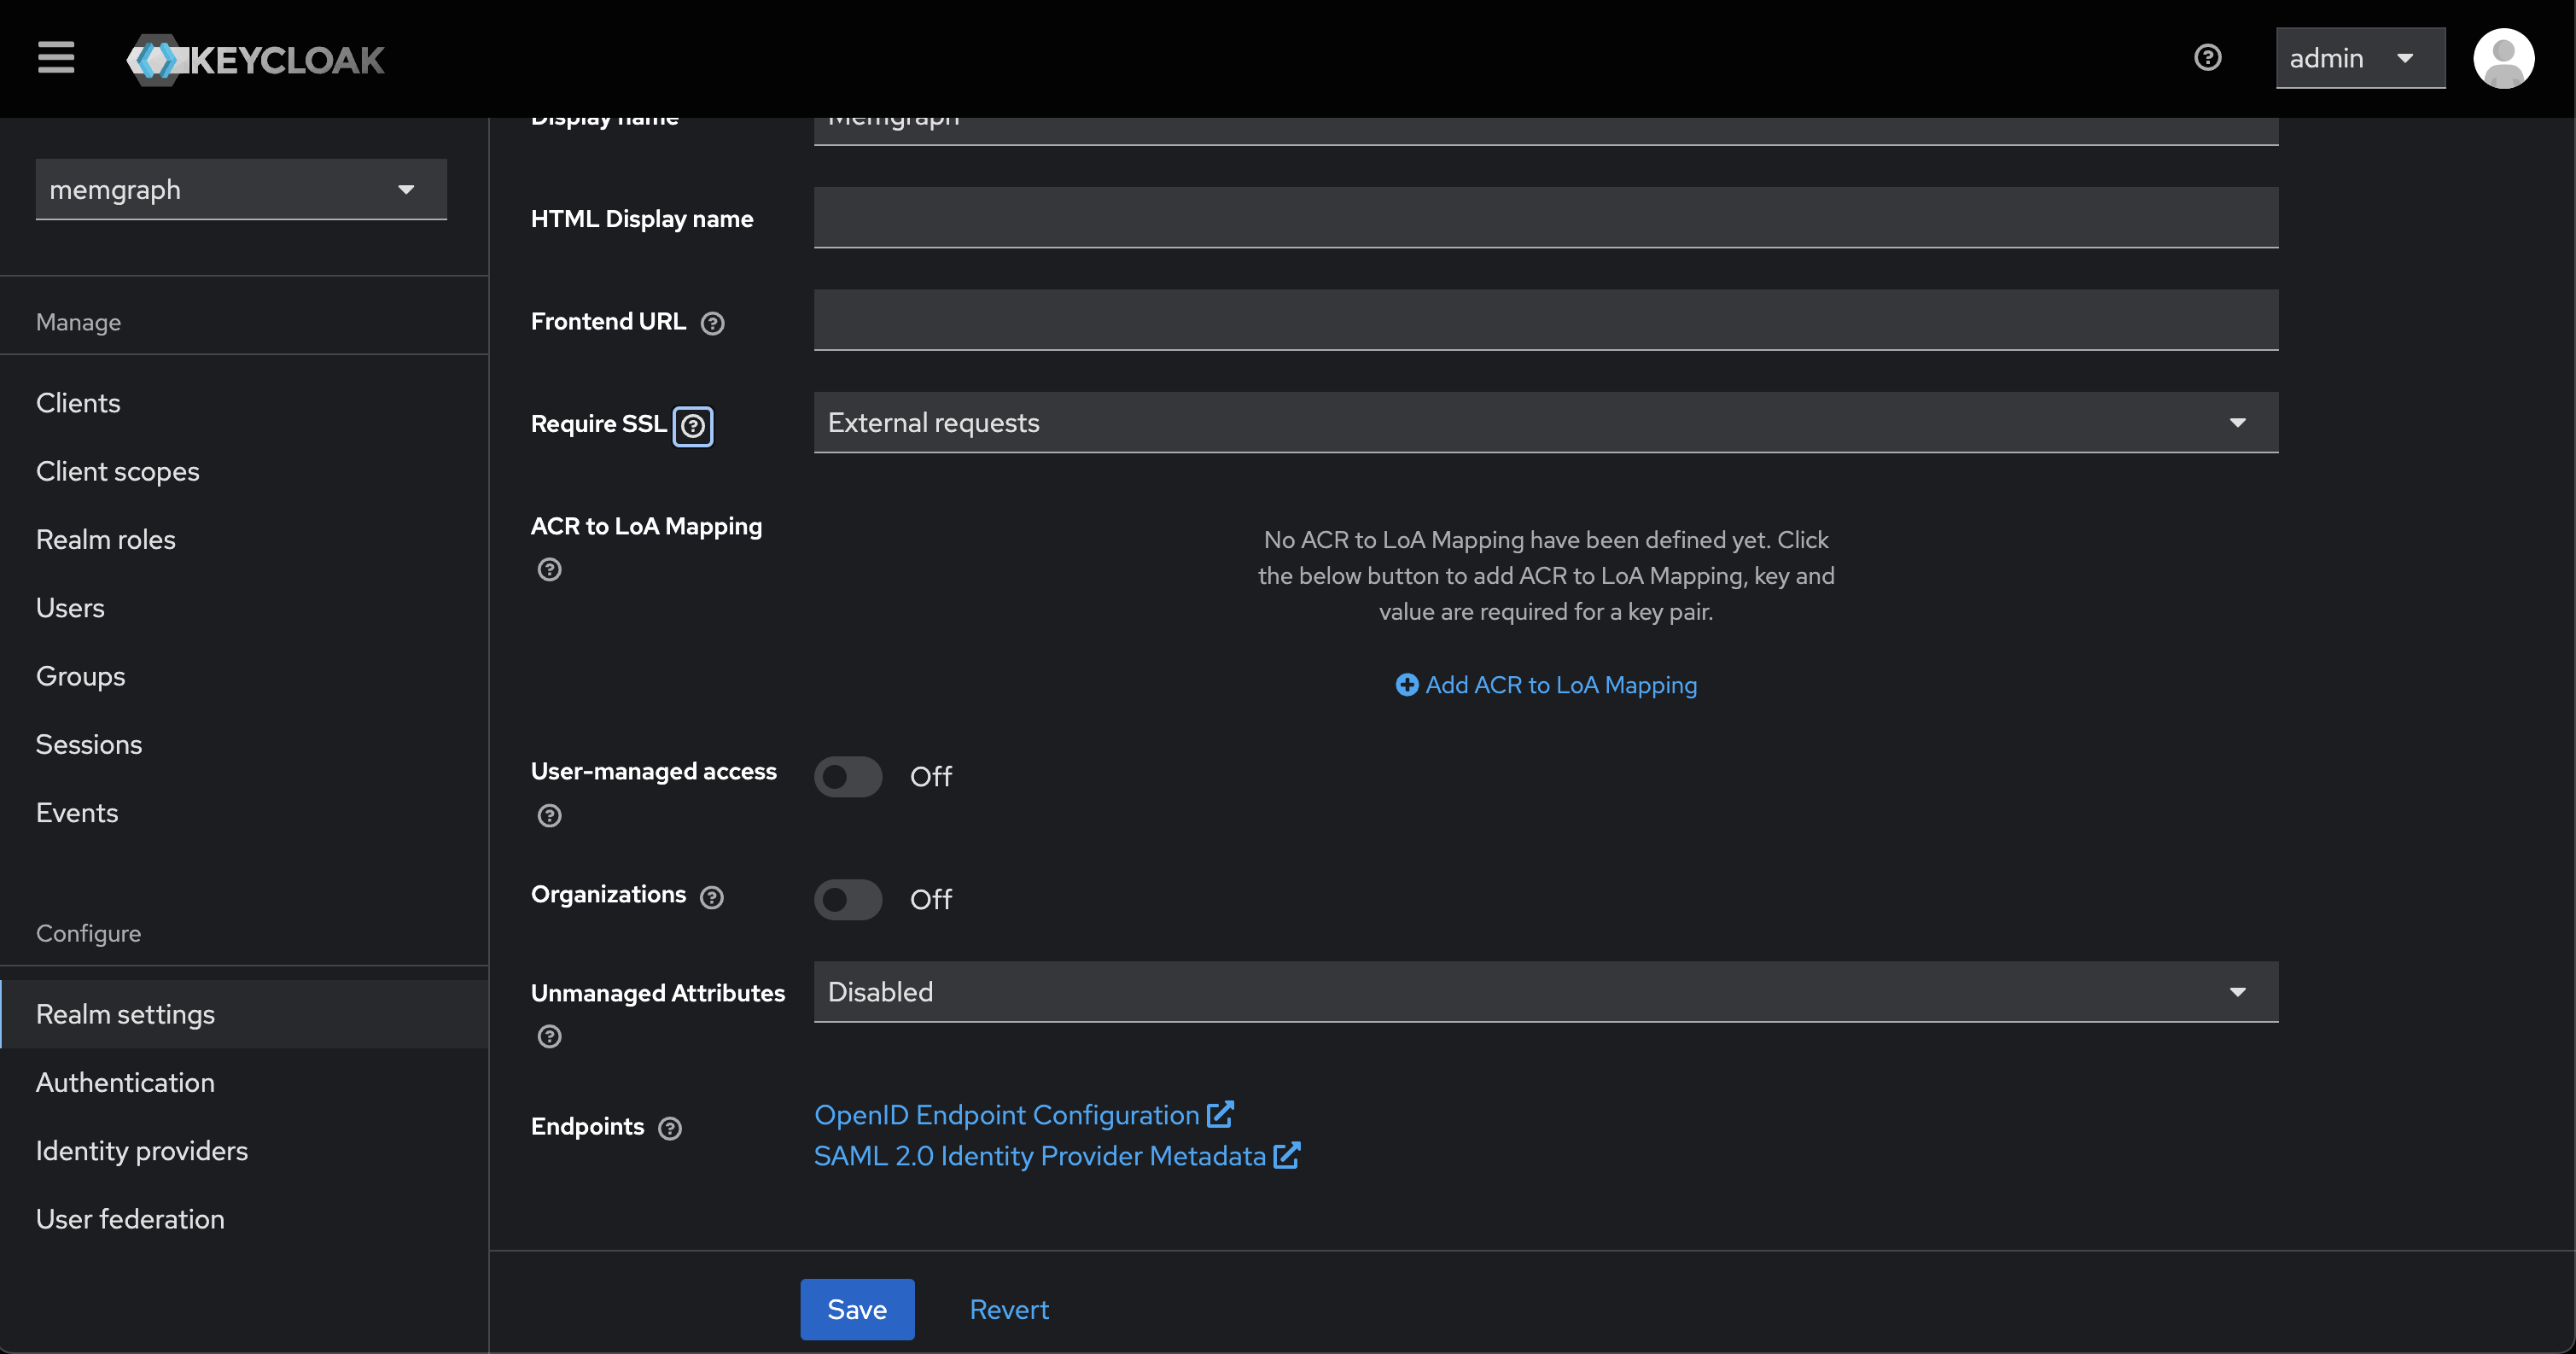 KEYCLOAK
admin
memgraph
Manage
Clients
Client scopes
Realm roles
Users
Groups
Sessions
Events
Configure
Realm settings
Authentication
Identity providers
User federation
Display name
Memgraph
HTML Display name
Frontend URL
Require SSL
External requests
ACR to LoA Mapping
No ACR to LoA Mapping have been defined yet. Click
the below button to add ACR to LoA Mapping, key and
value are required for a key pair.
Add ACR to LoA Mapping
User-managed access
Off
Organizations
Off
Unmanaged Attributes
Disabled
Endpoints
OpenID Endpoint Configuration
SAML 2.0 Identity Provider Metadata
Save
Revert